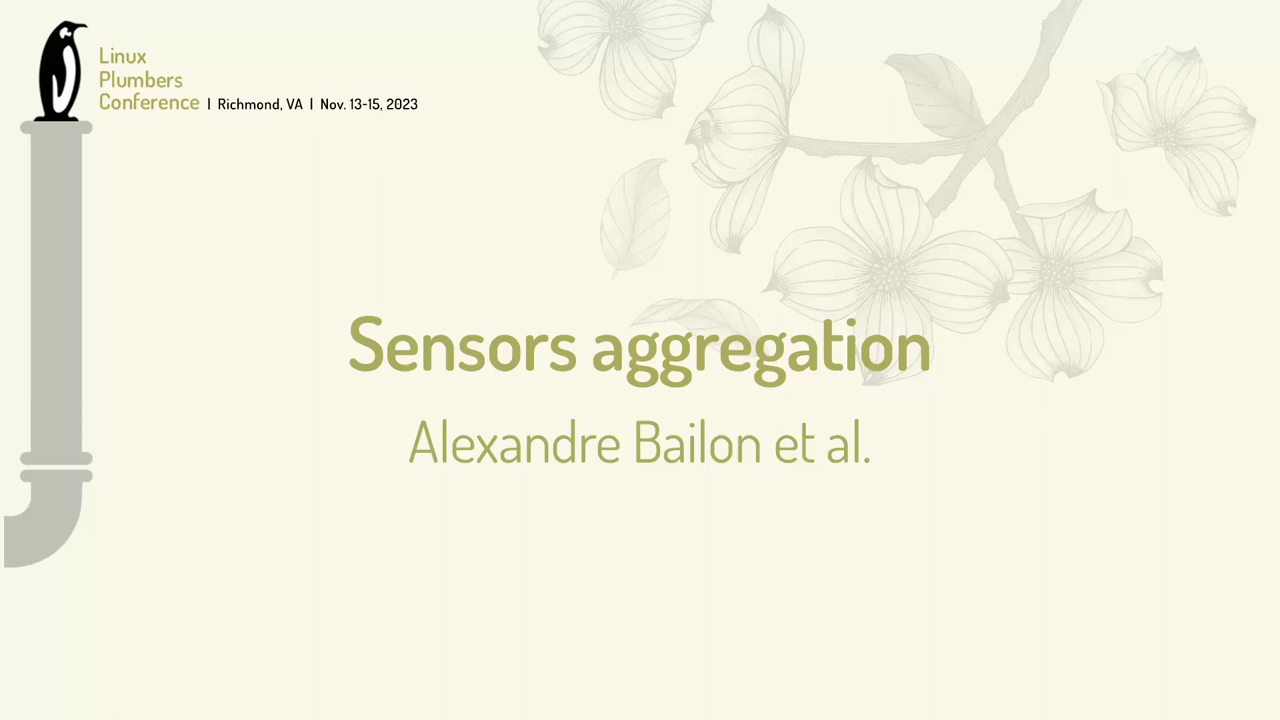 Linux
Plumbers
Conference | Richmond, VA | Nov. 13-15, 2023
Sensors aggregation
Alexandre Bailon et al.